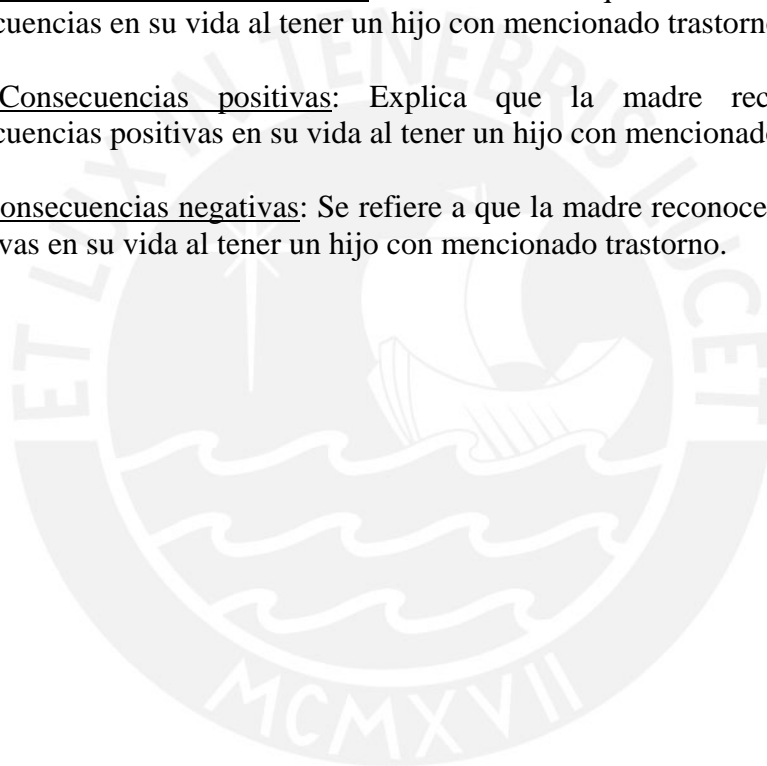 cuencias en su vida al tener un hijo con mencionado trastorno
Consecuencias positivas: Explica que la madre rec
cuencias positivas en su vida al tener un hijo con mencionado
onsecuencias negativas: Se refiere a que la madre reconoce
vas en su vida al tener un hijo con mencionado trastorno.
ET LUX IN TENEBRIS LUCET
MCMXVII